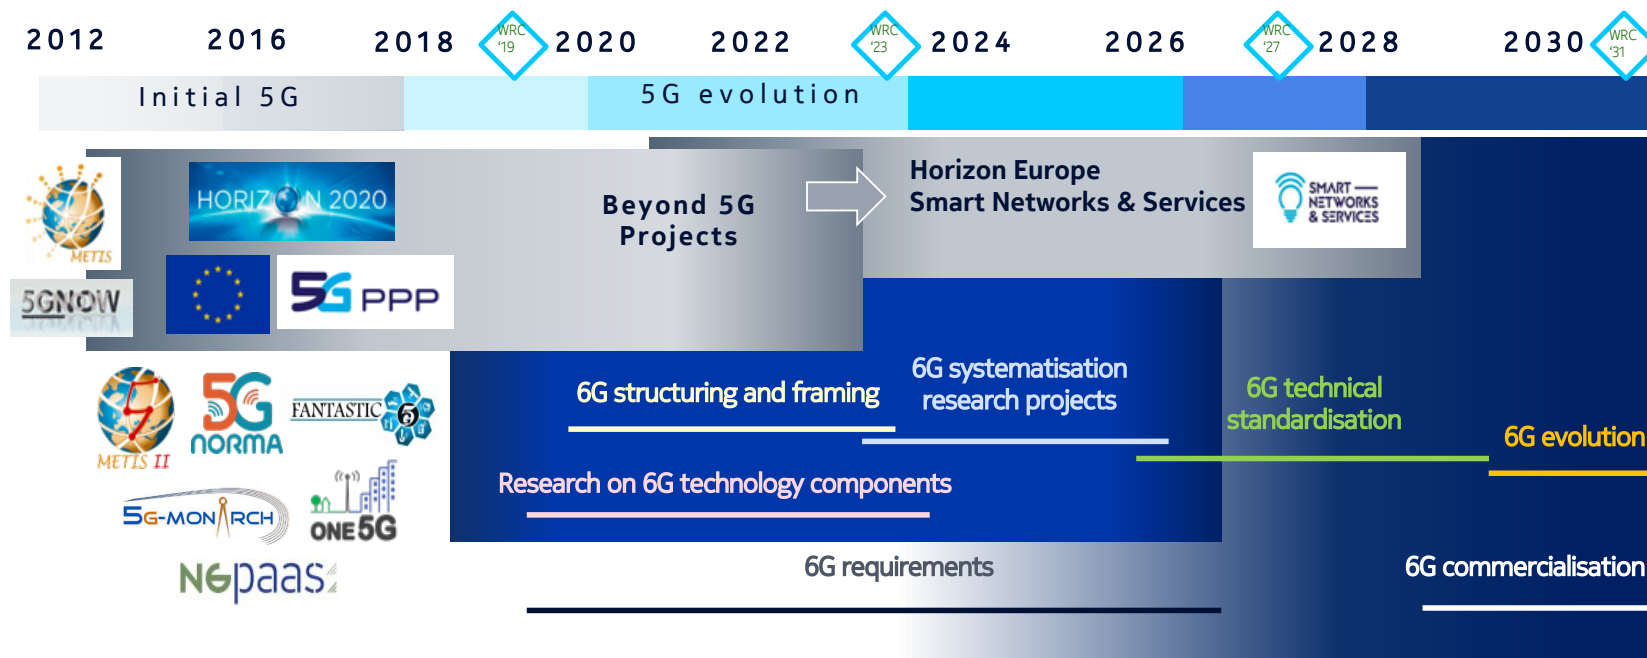 2012
2016
2018
WRC
‘19
2020
2022
WRC
‘23
2024
2026
WRC
‘27
2028
2030
WRC
‘31
Initial 5G
5G evolution
METIS
HORIZON 2020
5GNOW
5G PPP
Beyond 5G
Projects
Horizon Europe
Smart Networks & Services
SMART
NETWORKS
& SERVICES
METIS II
5G
NORMA
FANTASTIC 5G
5G-MONARCH
ONE5G
NGpaas
6G structuring and framing
6G systematisation
research projects
6G technical
standardisation
6G evolution
Research on 6G technology components
6G requirements
6G commercialisation